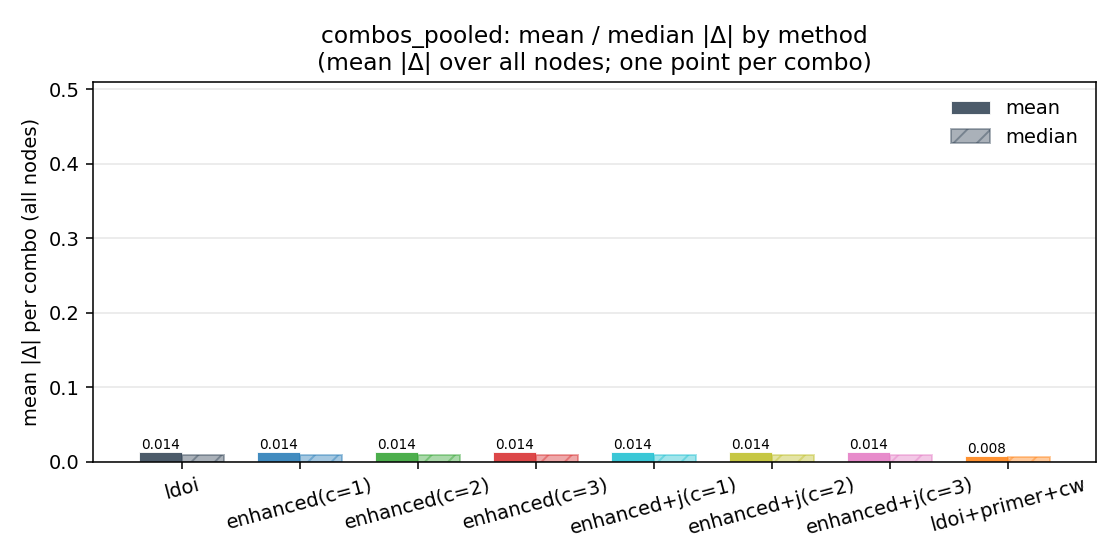 combos_pooled: mean / median |Δ| by method
(mean |Δ| over all nodes; one point per combo)
mean |Δ| per combo (all nodes)
0.5
0.4
0.3
0.2
0.1
0.0
mean
median
0.014
0.014
0.014
0.014
0.014
0.014
0.014
0.008
ldoi
enhanced(c=1)
enhanced(c=2)
enhanced(c=3)
enhanced+j(c=1)
enhanced+j(c=2)
enhanced+j(c=3)
ldoi+primer+cw